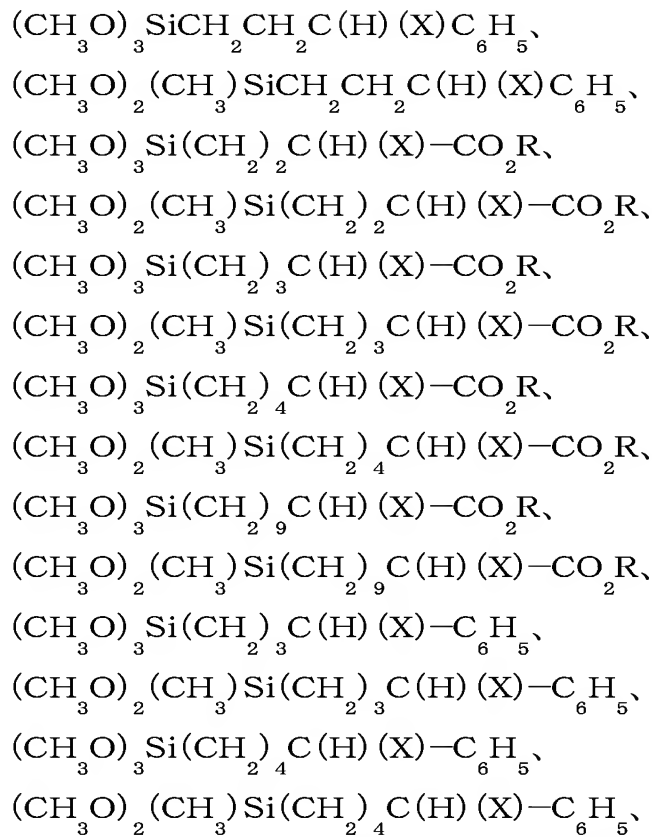 (CH₃O)₃SiCH₂CH₂C(H)(X)C₆H₅、
(CH₃O)₂(CH₃)SiCH₂CH₂C(H)(X)C₆H₅、
(CH₃O)₃Si(CH₂)₂C(H)(X)−CO₂R、
(CH₃O)₂(CH₃)Si(CH₂)₂C(H)(X)−CO₂R、
(CH₃O)₃Si(CH₂)₃C(H)(X)−CO₂R、
(CH₃O)₂(CH₃)Si(CH₂)₃C(H)(X)−CO₂R、
(CH₃O)₃Si(CH₂)₄C(H)(X)−CO₂R、
(CH₃O)₂(CH₃)Si(CH₂)₄C(H)(X)−CO₂R、
(CH₃O)₃Si(CH₂)₉C(H)(X)−CO₂R、
(CH₃O)₂(CH₃)Si(CH₂)₉C(H)(X)−CO₂R、
(CH₃O)₃Si(CH₂)₃C(H)(X)−C₆H₅、
(CH₃O)₂(CH₃)Si(CH₂)₃C(H)(X)−C₆H₅、
(CH₃O)₃Si(CH₂)₄C(H)(X)−C₆H₅、
(CH₃O)₂(CH₃)Si(CH₂)₄C(H)(X)−C₆H₅、